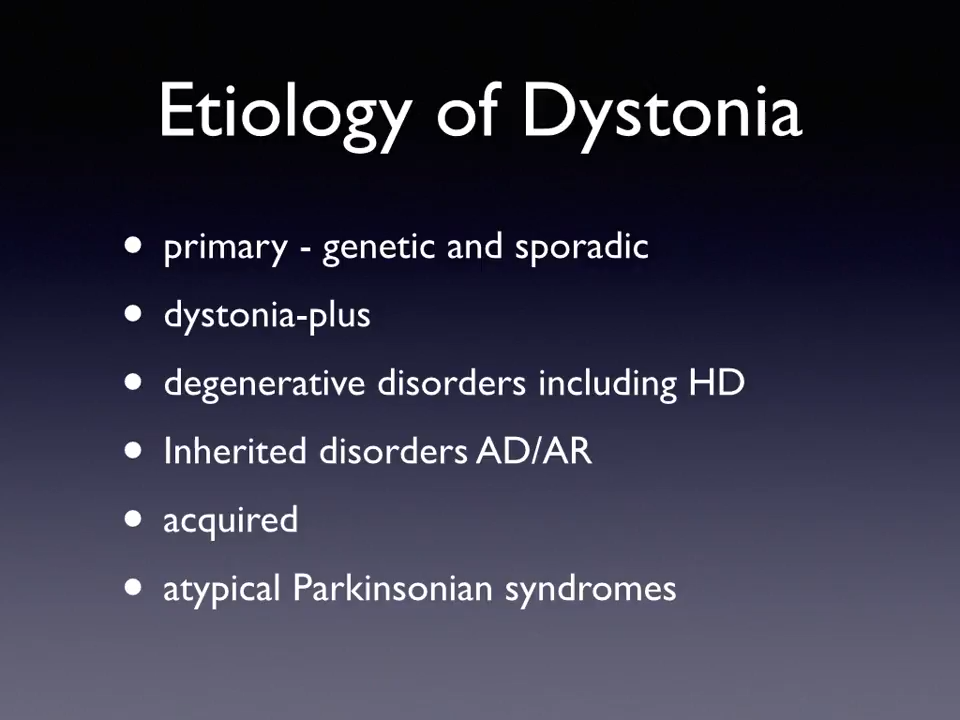 Etiology of Dystonia
• primary - genetic and sporadic
• dystonia-plus
• degenerative disorders including HD
• Inherited disorders AD/AR
• acquired
• atypical Parkinsonian syndromes